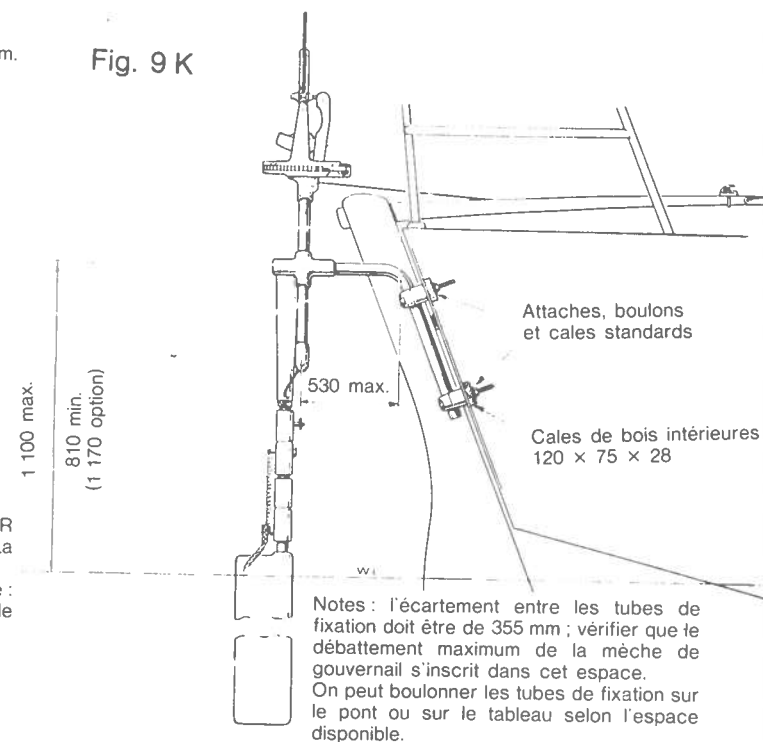 m.
Fig. 9 K
Attaches, boulons
et cales standards
530 max.
1 100 max.
810 min.
(1 170 option)
Cales de bois intérieures
120 × 75 × 28
R
La
e :
le
W
Notes : l'écartement entre les tubes de
fixation doit être de 355 mm ; vérifier que le
débattement maximum de la mèche de
gouvernail s'inscrit dans cet espace.
On peut boulonner les tubes de fixation sur
le pont ou sur le tableau selon l'espace
disponible.